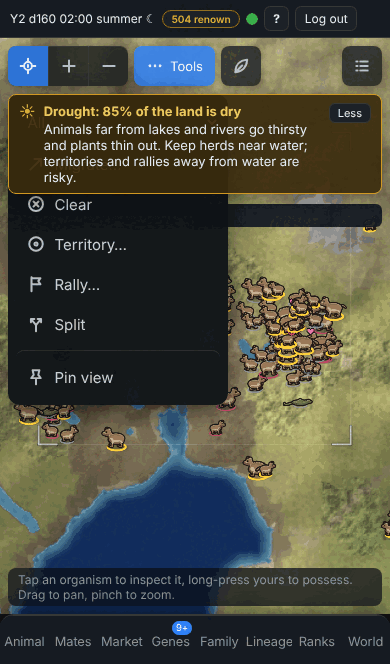 Y2 d160 02:00 summer ☾ 504 renown ? Log out
Tools
Drought: 85% of the land is dry Less
Animals far from lakes and rivers go thirsty
and plants thin out. Keep herds near water;
territories and rallies away from water are
risky.
Clear
Territory...
Rally...
Split
Pin view
Tap an organism to inspect it, long-press yours to possess.
Drag to pan, pinch to zoom.
9+
Animal Mates Market Genes Family Lineage Ranks World